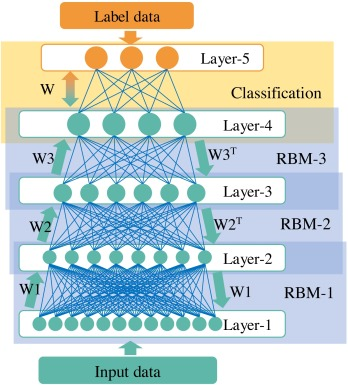 Label data
Layer-5
W
Classification
Layer-4
W3
W3ᵀ
RBM-3
Layer-3
W2
W2ᵀ
RBM-2
Layer-2
W1
W1
RBM-1
Layer-1
Input data